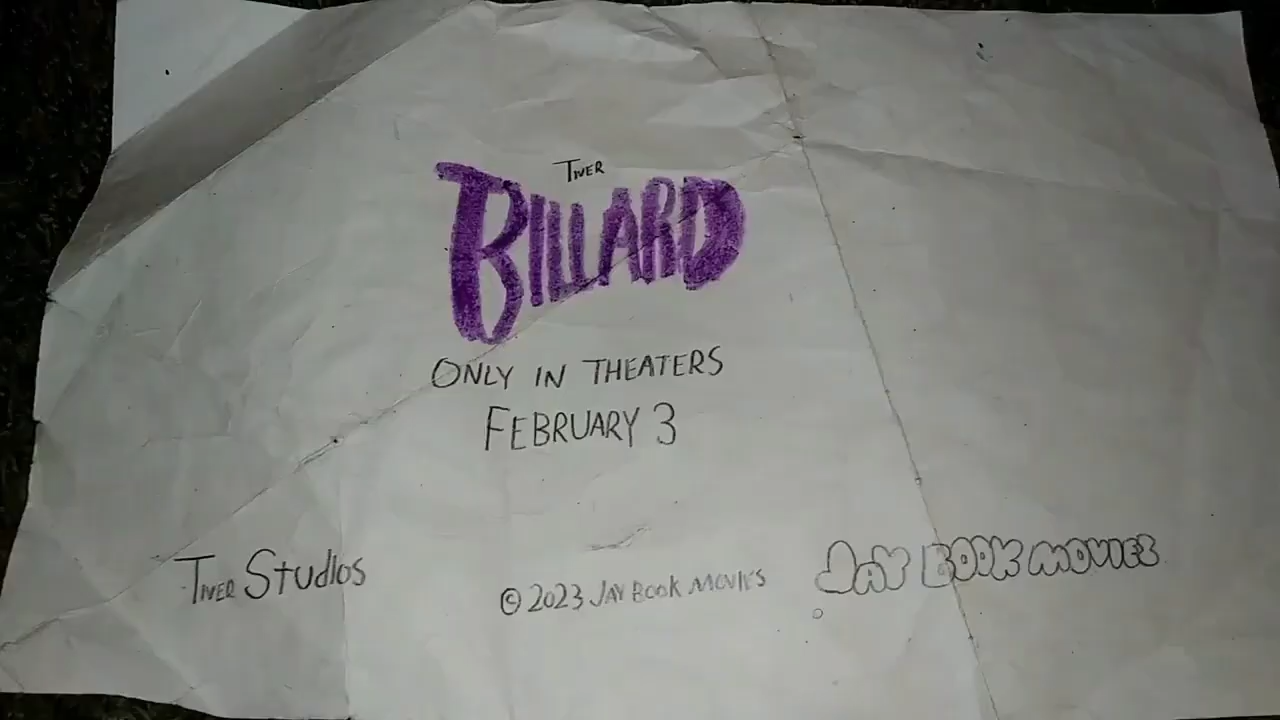 TIVER
BILLARD
ONLY IN THEATERS
FEBRUARY 3
TIVER STUDIOS
© 2023 JAY BOOK MOVIES
JAY BOOK MOVIES